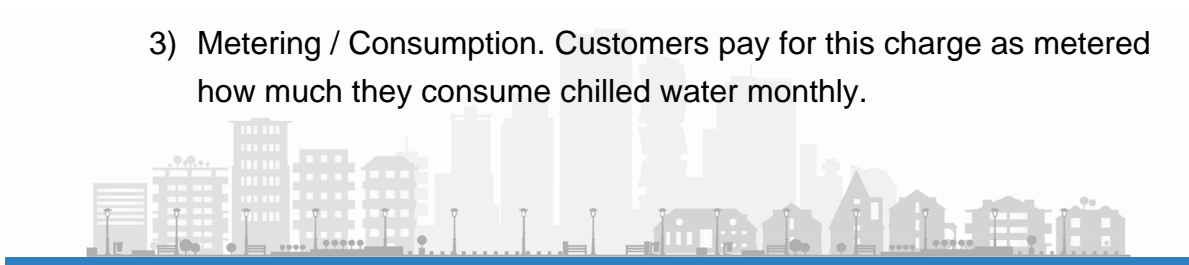 3) Metering / Consumption. Customers pay for this charge as metered
how much they consume chilled water monthly.